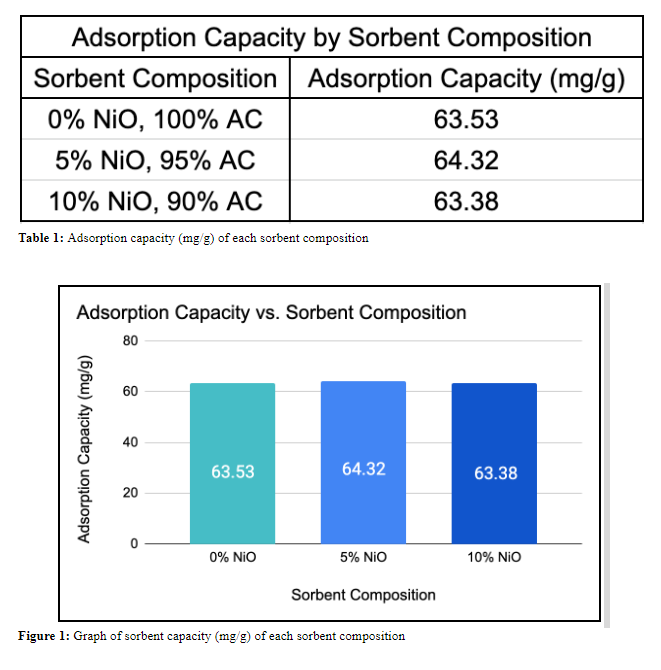 Adsorption Capacity by Sorbent Composition
Sorbent Composition Adsorption Capacity (mg/g)
0% NiO, 100% AC 63.53
5% NiO, 95% AC 64.32
10% NiO, 90% AC 63.38
Table 1: Adsorption capacity (mg/g) of each sorbent composition
Adsorption Capacity vs. Sorbent Composition
Adsorption Capacity (mg/g)
80
60
40
20
0
63.53 64.32 63.38
0% NiO 5% NiO 10% NiO
Sorbent Composition
Figure 1: Graph of sorbent capacity (mg/g) of each sorbent composition